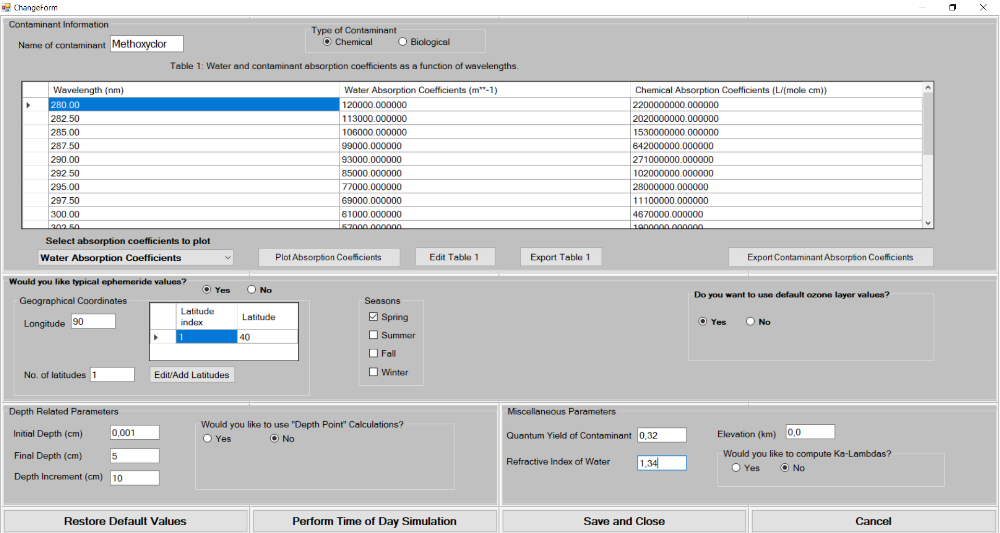 ChangeForm
Contaminant Information
Name of contaminant Methoxyclor
Type of Contaminant
Chemical Biological
Table 1: Water and contaminant absorption coefficients as a function of wavelengths.
Wavelength (nm) Water Absorption Coefficients (m**-1) Chemical Absorption Coefficients (L/(mole cm))
280.00 120000.000000 2200000000.000000
282.50 113000.000000 2020000000.000000
285.00 106000.000000 1530000000.000000
287.50 99000.000000 642000000.000000
290.00 93000.000000 271000000.000000
292.50 85000.000000 102000000.000000
295.00 77000.000000 28000000.000000
297.50 69000.000000 11100000.000000
300.00 61000.000000 4670000.000000
302.50 57000.000000 1900000.000000
Select absorption coefficients to plot
Water Absorption Coefficients Plot Absorption Coefficients Edit Table 1 Export Table 1 Export Contaminant Absorption Coefficients
Would you like typical ephemeride values?
Yes No
Geographical Coordinates
Longitude 90
Latitude index Latitude
1 40
No. of latitudes 1 Edit/Add Latitudes
Seasons
Spring
Summer
Fall
Winter
Do you want to use default ozone layer values?
Yes No
Depth Related Parameters
Initial Depth (cm) 0,001
Final Depth (cm) 5
Depth Increment (cm) 10
Would you like to use "Depth Point" Calculations?
Yes No
Miscellaneous Parameters
Quantum Yield of Contaminant 0,32
Refractive Index of Water 1,34
Elevation (km) 0,0
Would you like to compute Ka-Lambdas?
Yes No
Restore Default Values Perform Time of Day Simulation Save and Close Cancel